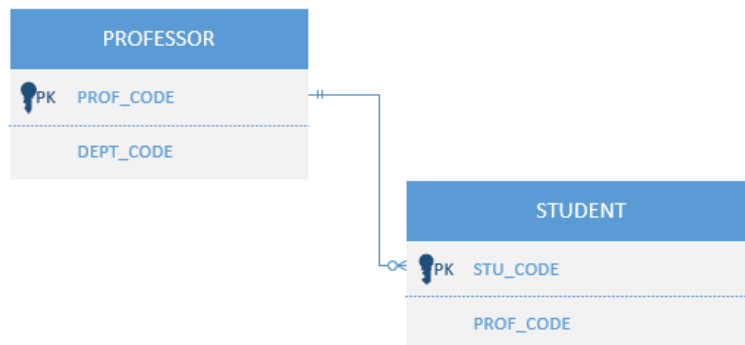 PROFESSOR
PK PROF_CODE
DEPT_CODE
STUDENT
PK STU_CODE
PROF_CODE